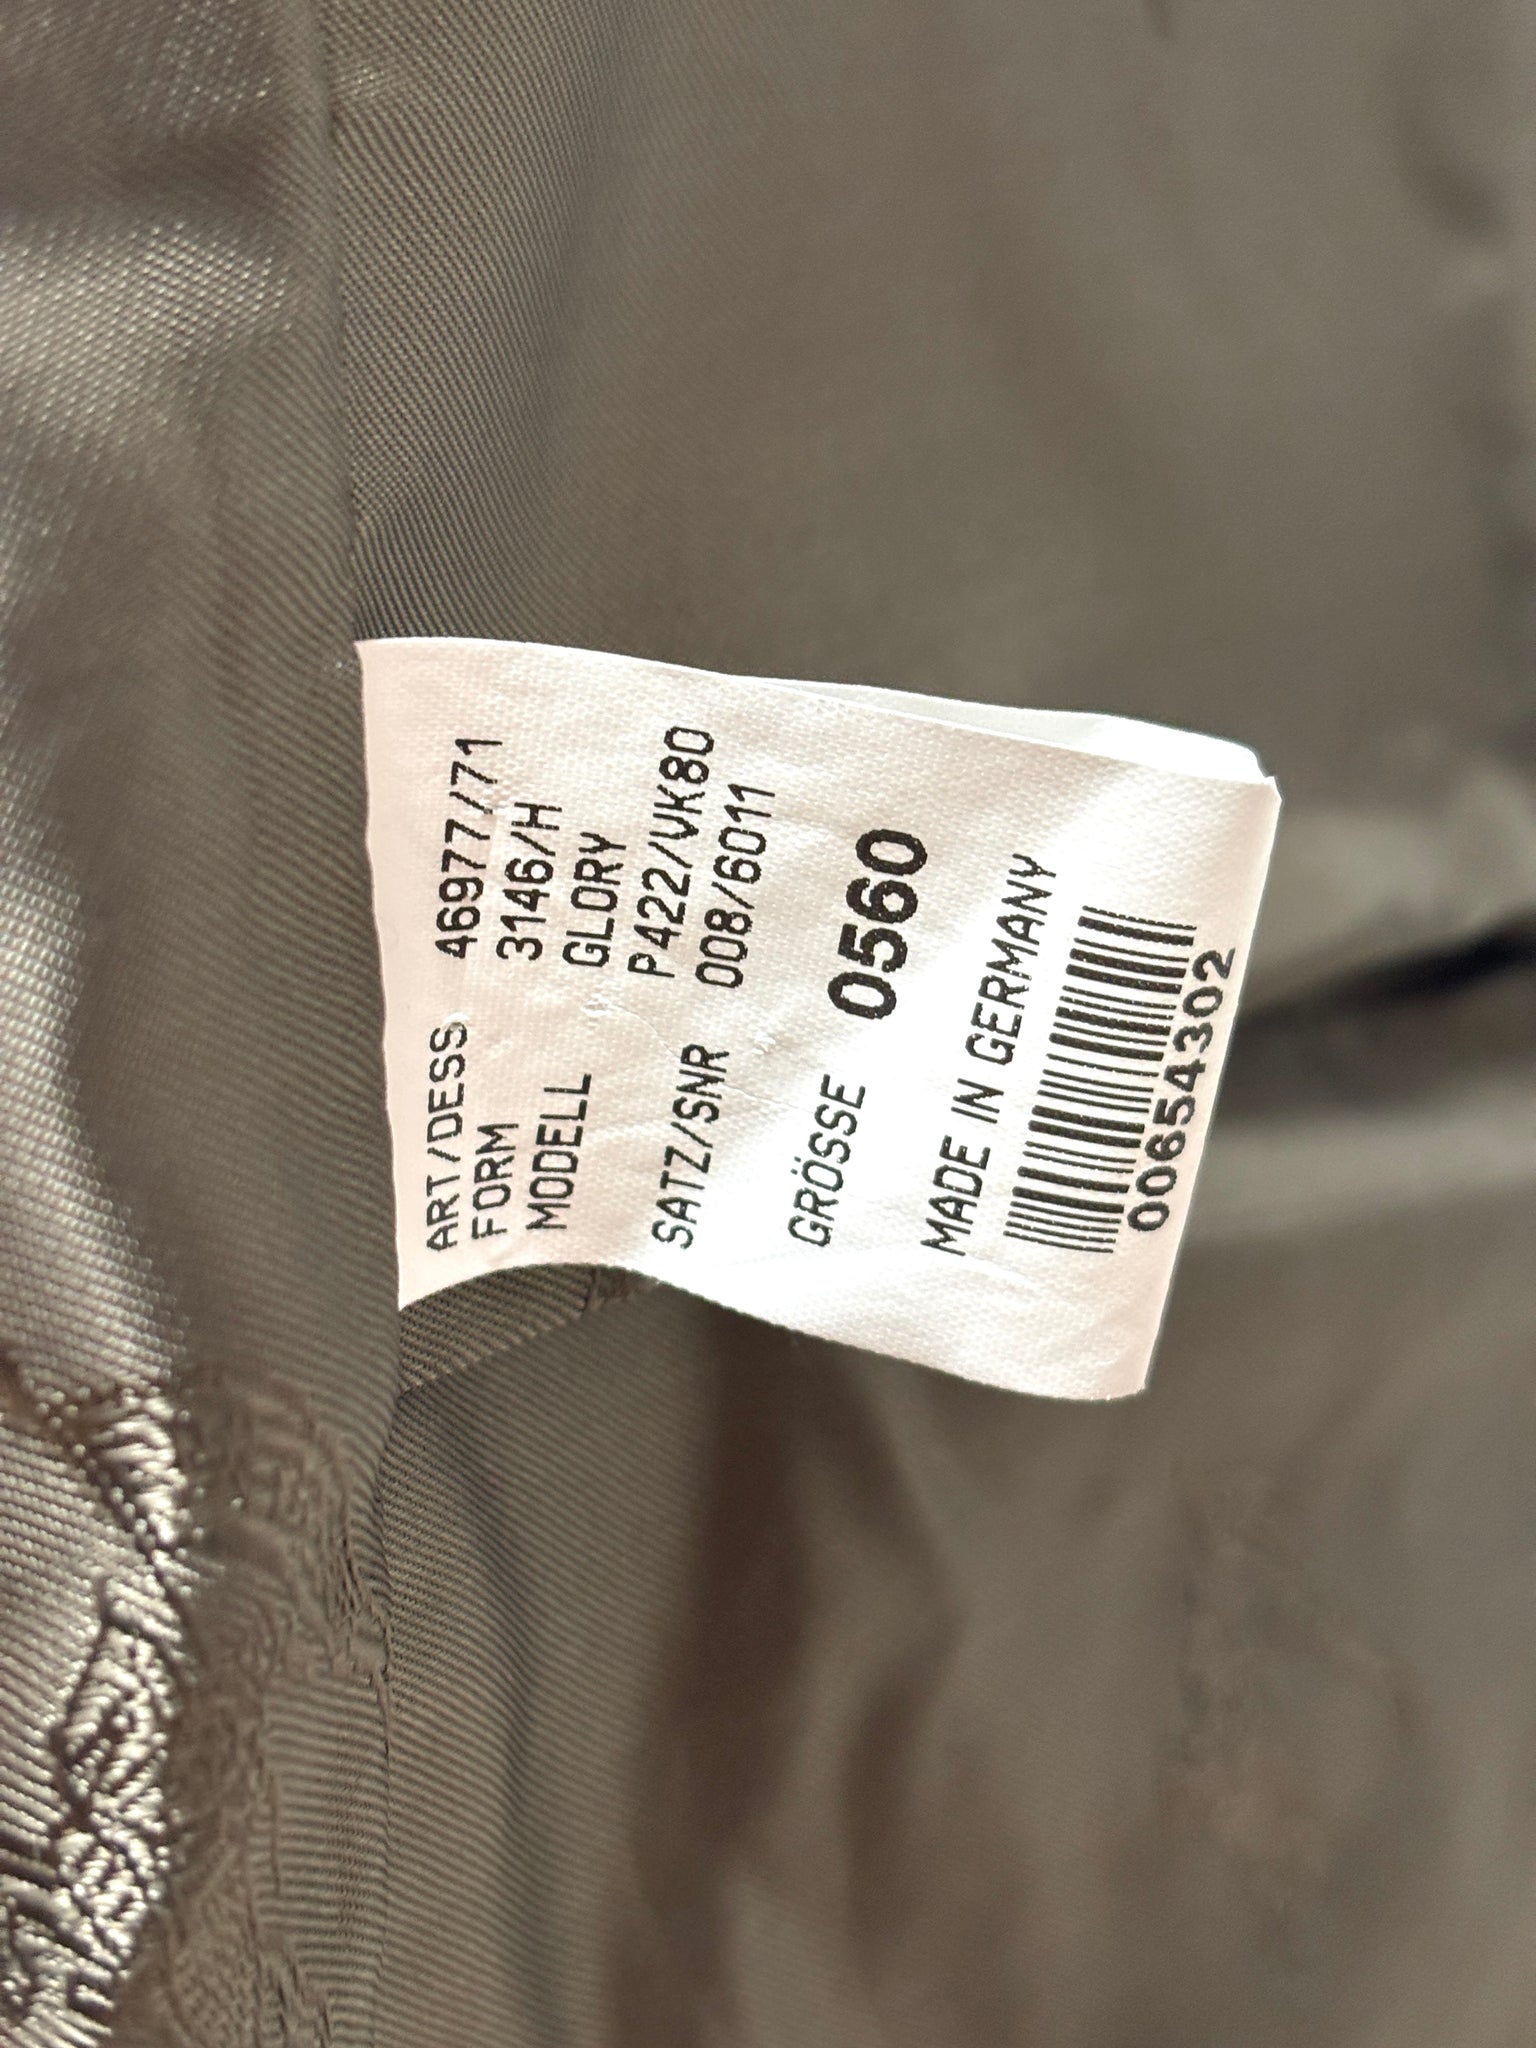 ART/DESS 46977/71
FORM 3146/H
MODELL GLORY
P422/VK80
SATZ/SNR 008/6011
GRÖSSE 0560
MADE IN GERMANY
00654302